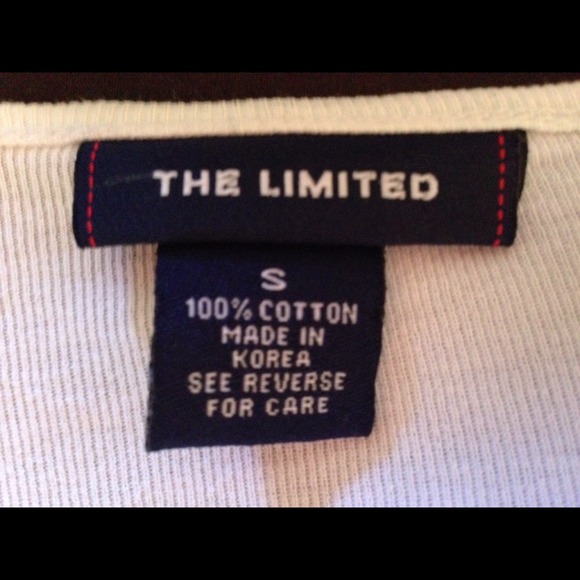 THE LIMITED
S
100% COTTON
MADE IN
KOREA
SEE REVERSE
FOR CARE